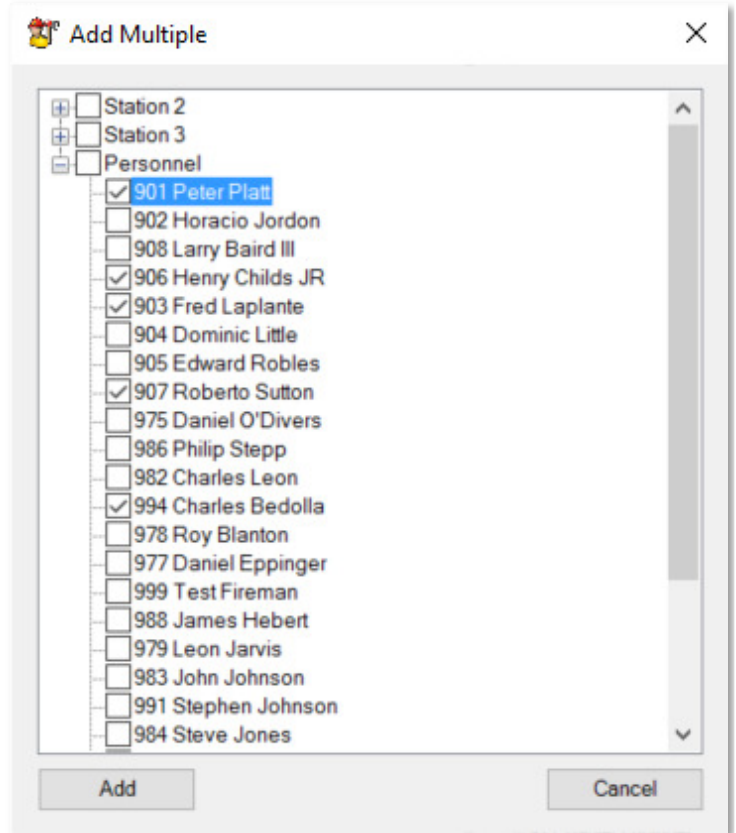 Add Multiple
Station 2
Station 3
Personnel
901 Peter Platt
902 Horacio Jordon
908 Larry Baird III
906 Henry Childs JR
903 Fred Laplante
904 Dominic Little
905 Edward Robles
907 Roberto Sutton
975 Daniel O'Divers
986 Philip Stepp
982 Charles Leon
994 Charles Bedolla
978 Roy Blanton
977 Daniel Eppinger
999 Test Fireman
988 James Hebert
979 Leon Jarvis
983 John Johnson
991 Stephen Johnson
984 Steve Jones
Add Cancel